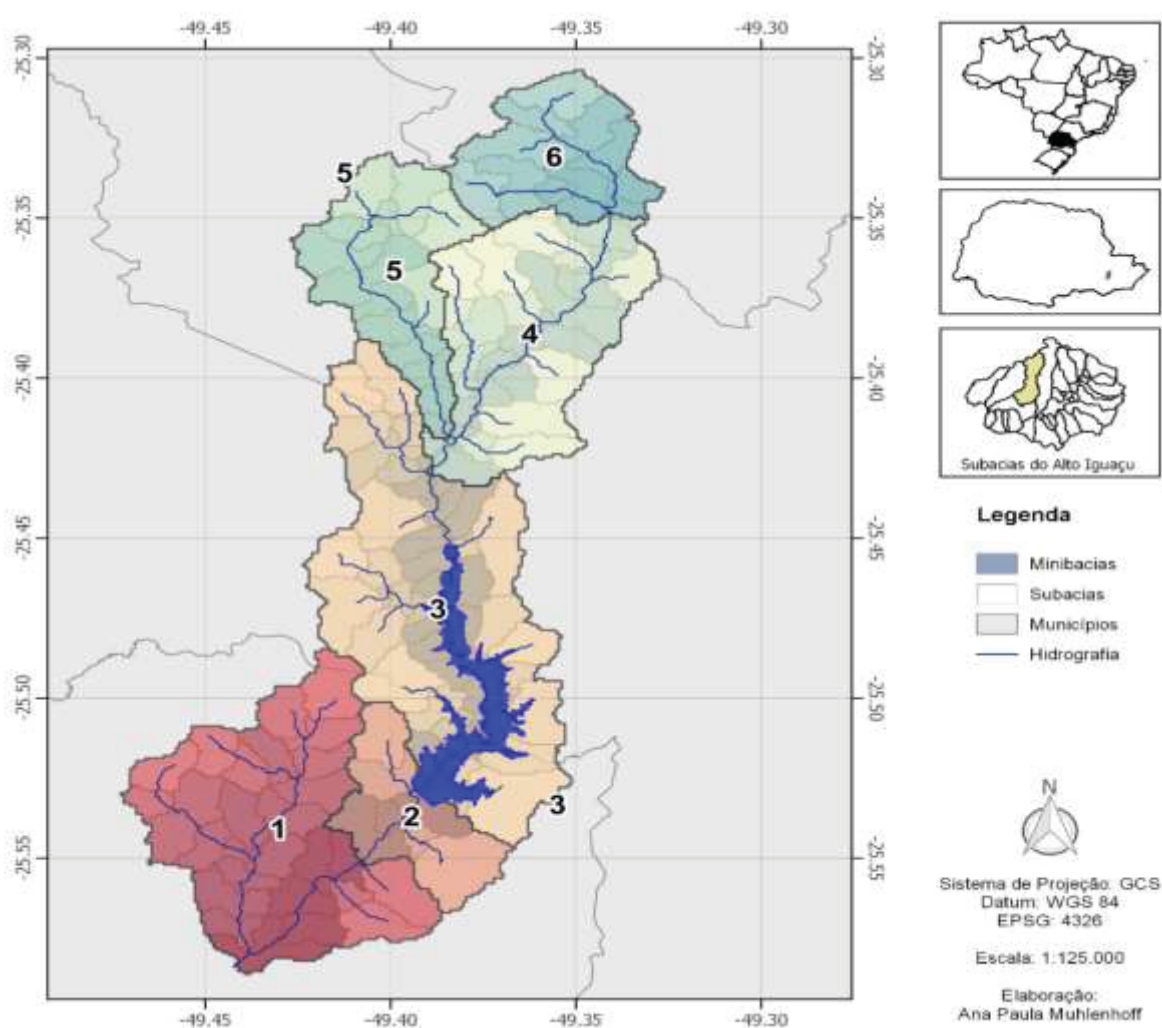 -49.45
-49.40
-49.35
-49.30
-25.30
-25.30
6
5
-25.35
-25.35
5
4
-25.40
-25.40
-25.45
-25.45
3
-25.50
-25.50
3
2
1
-25.55
-25.55
-49.45
-49.40
-49.35
-49.30
Subacias do Alto Iguaçu
Legenda
Minibacias
Subacias
Municípios
Hidrografia
N
Sistema de Projeção: GCS
Datum: WGS 84
EPSG: 4326
Escala: 1:125.000
Elaboração:
Ana Paula Muhlenhoff